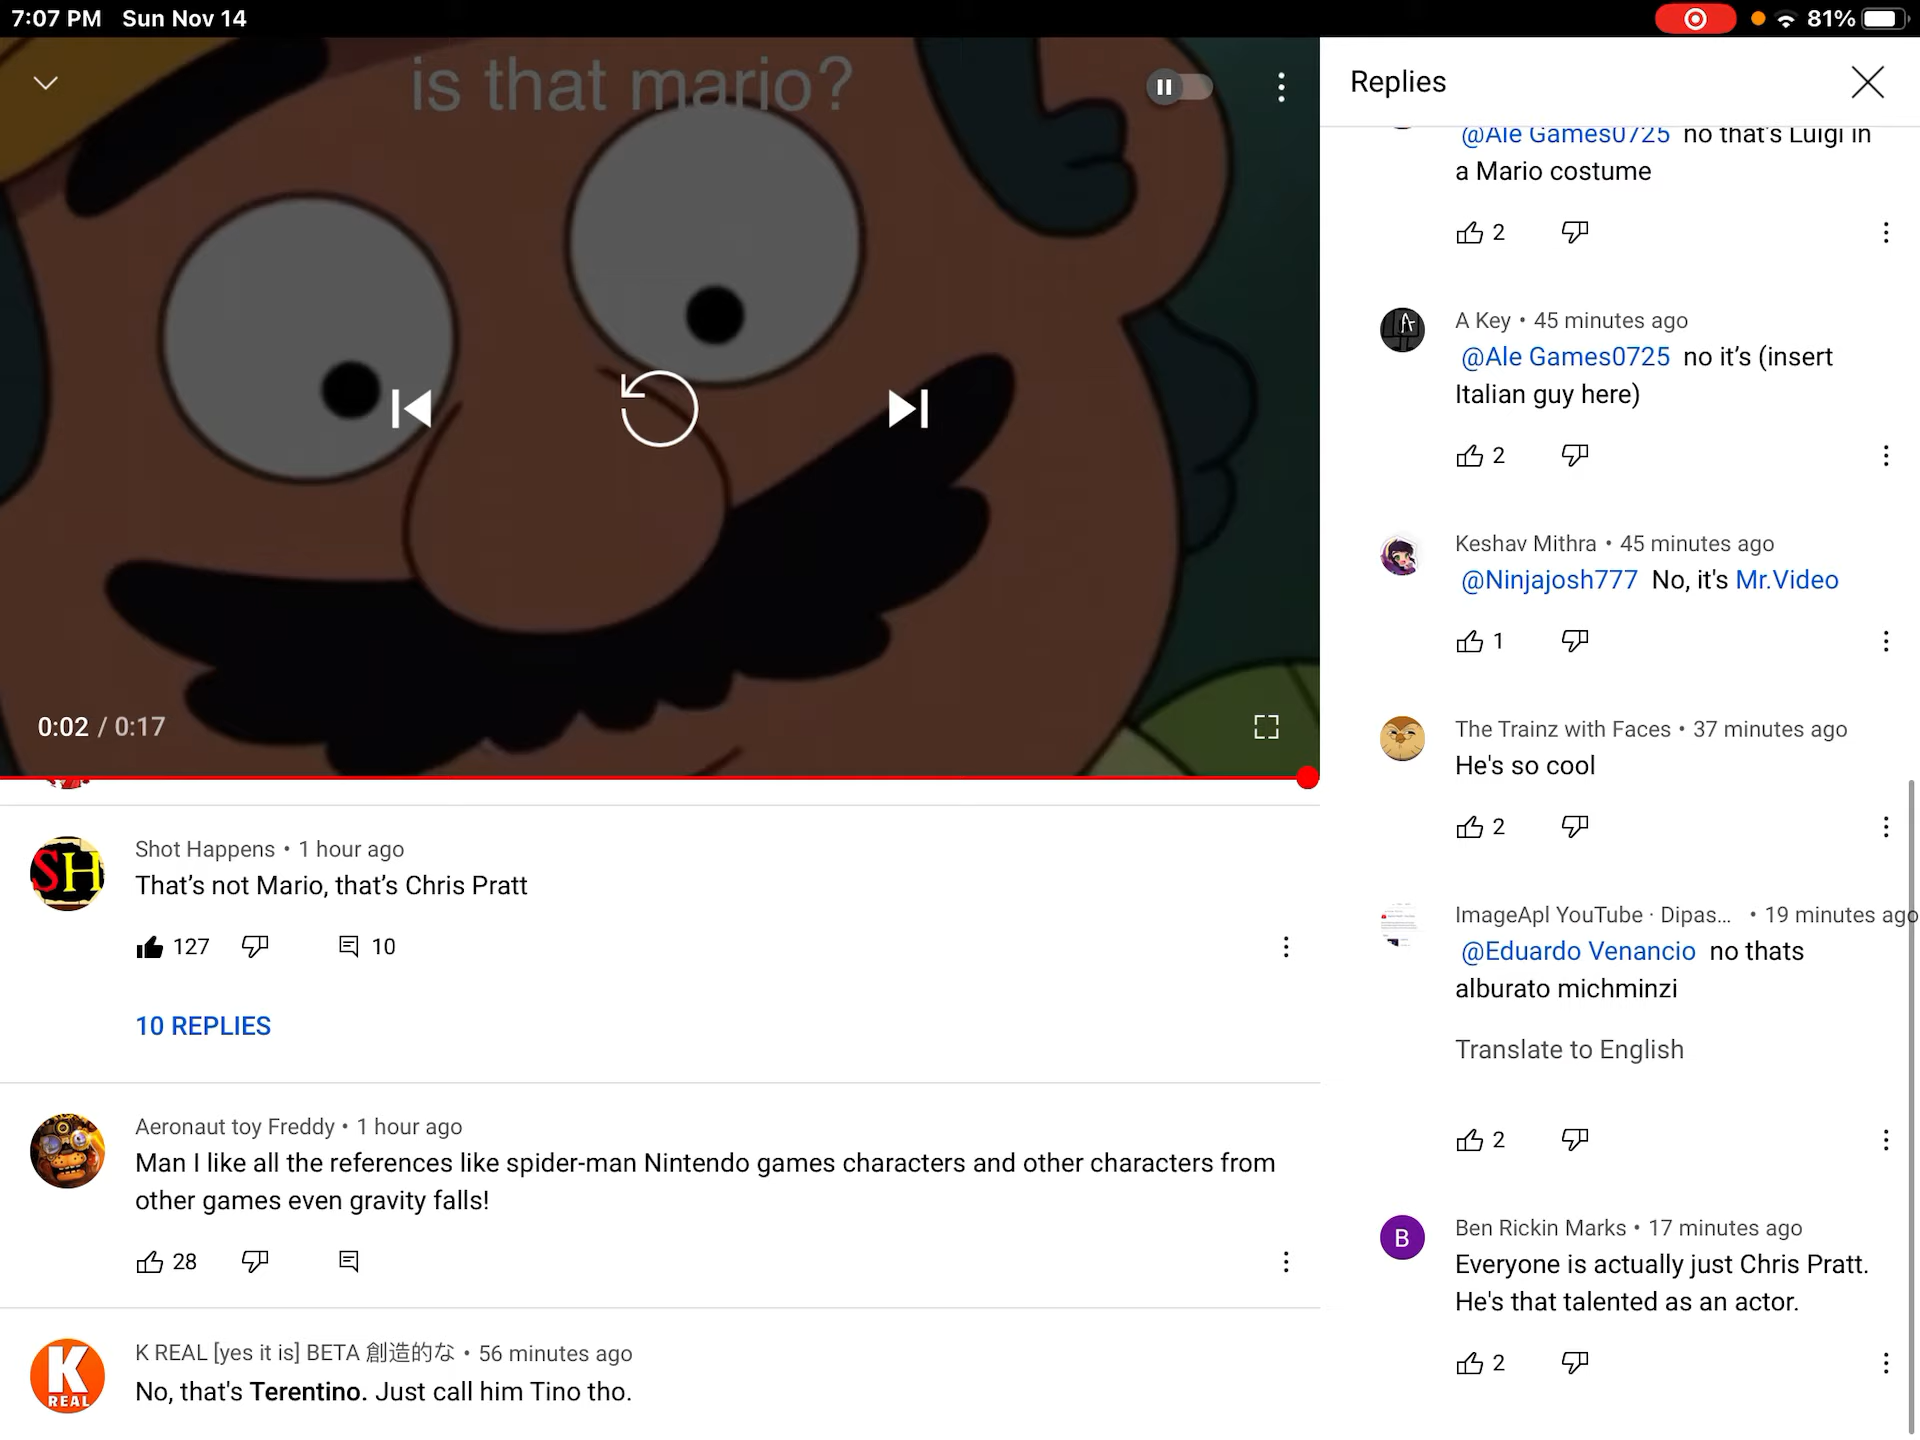 7:07 PM Sun Nov 14
81%
is that mario?
0:02 / 0:17
Shot Happens • 1 hour ago
That’s not Mario, that’s Chris Pratt
127
10
10 REPLIES
Aeronaut toy Freddy • 1 hour ago
Man I like all the references like spider-man Nintendo games characters and other characters from
other games even gravity falls!
28
K REAL [yes it is] BETA 創造的な • 56 minutes ago
No, that's Terentino. Just call him Tino tho.
SH
K
REAL
Replies
@Ale Games0725 no that's Luigi in
a Mario costume
2
A Key • 45 minutes ago
@Ale Games0725 no it’s (insert
Italian guy here)
2
Keshav Mithra • 45 minutes ago
@Ninjajosh777 No, it's Mr.Video
1
The Trainz with Faces • 37 minutes ago
He's so cool
2
ImageApl YouTube · Dipas... • 19 minutes ago
@Eduardo Venancio no thats
alburato michminzi
Translate to English
2
B
Ben Rickin Marks • 17 minutes ago
Everyone is actually just Chris Pratt.
He's that talented as an actor.
2